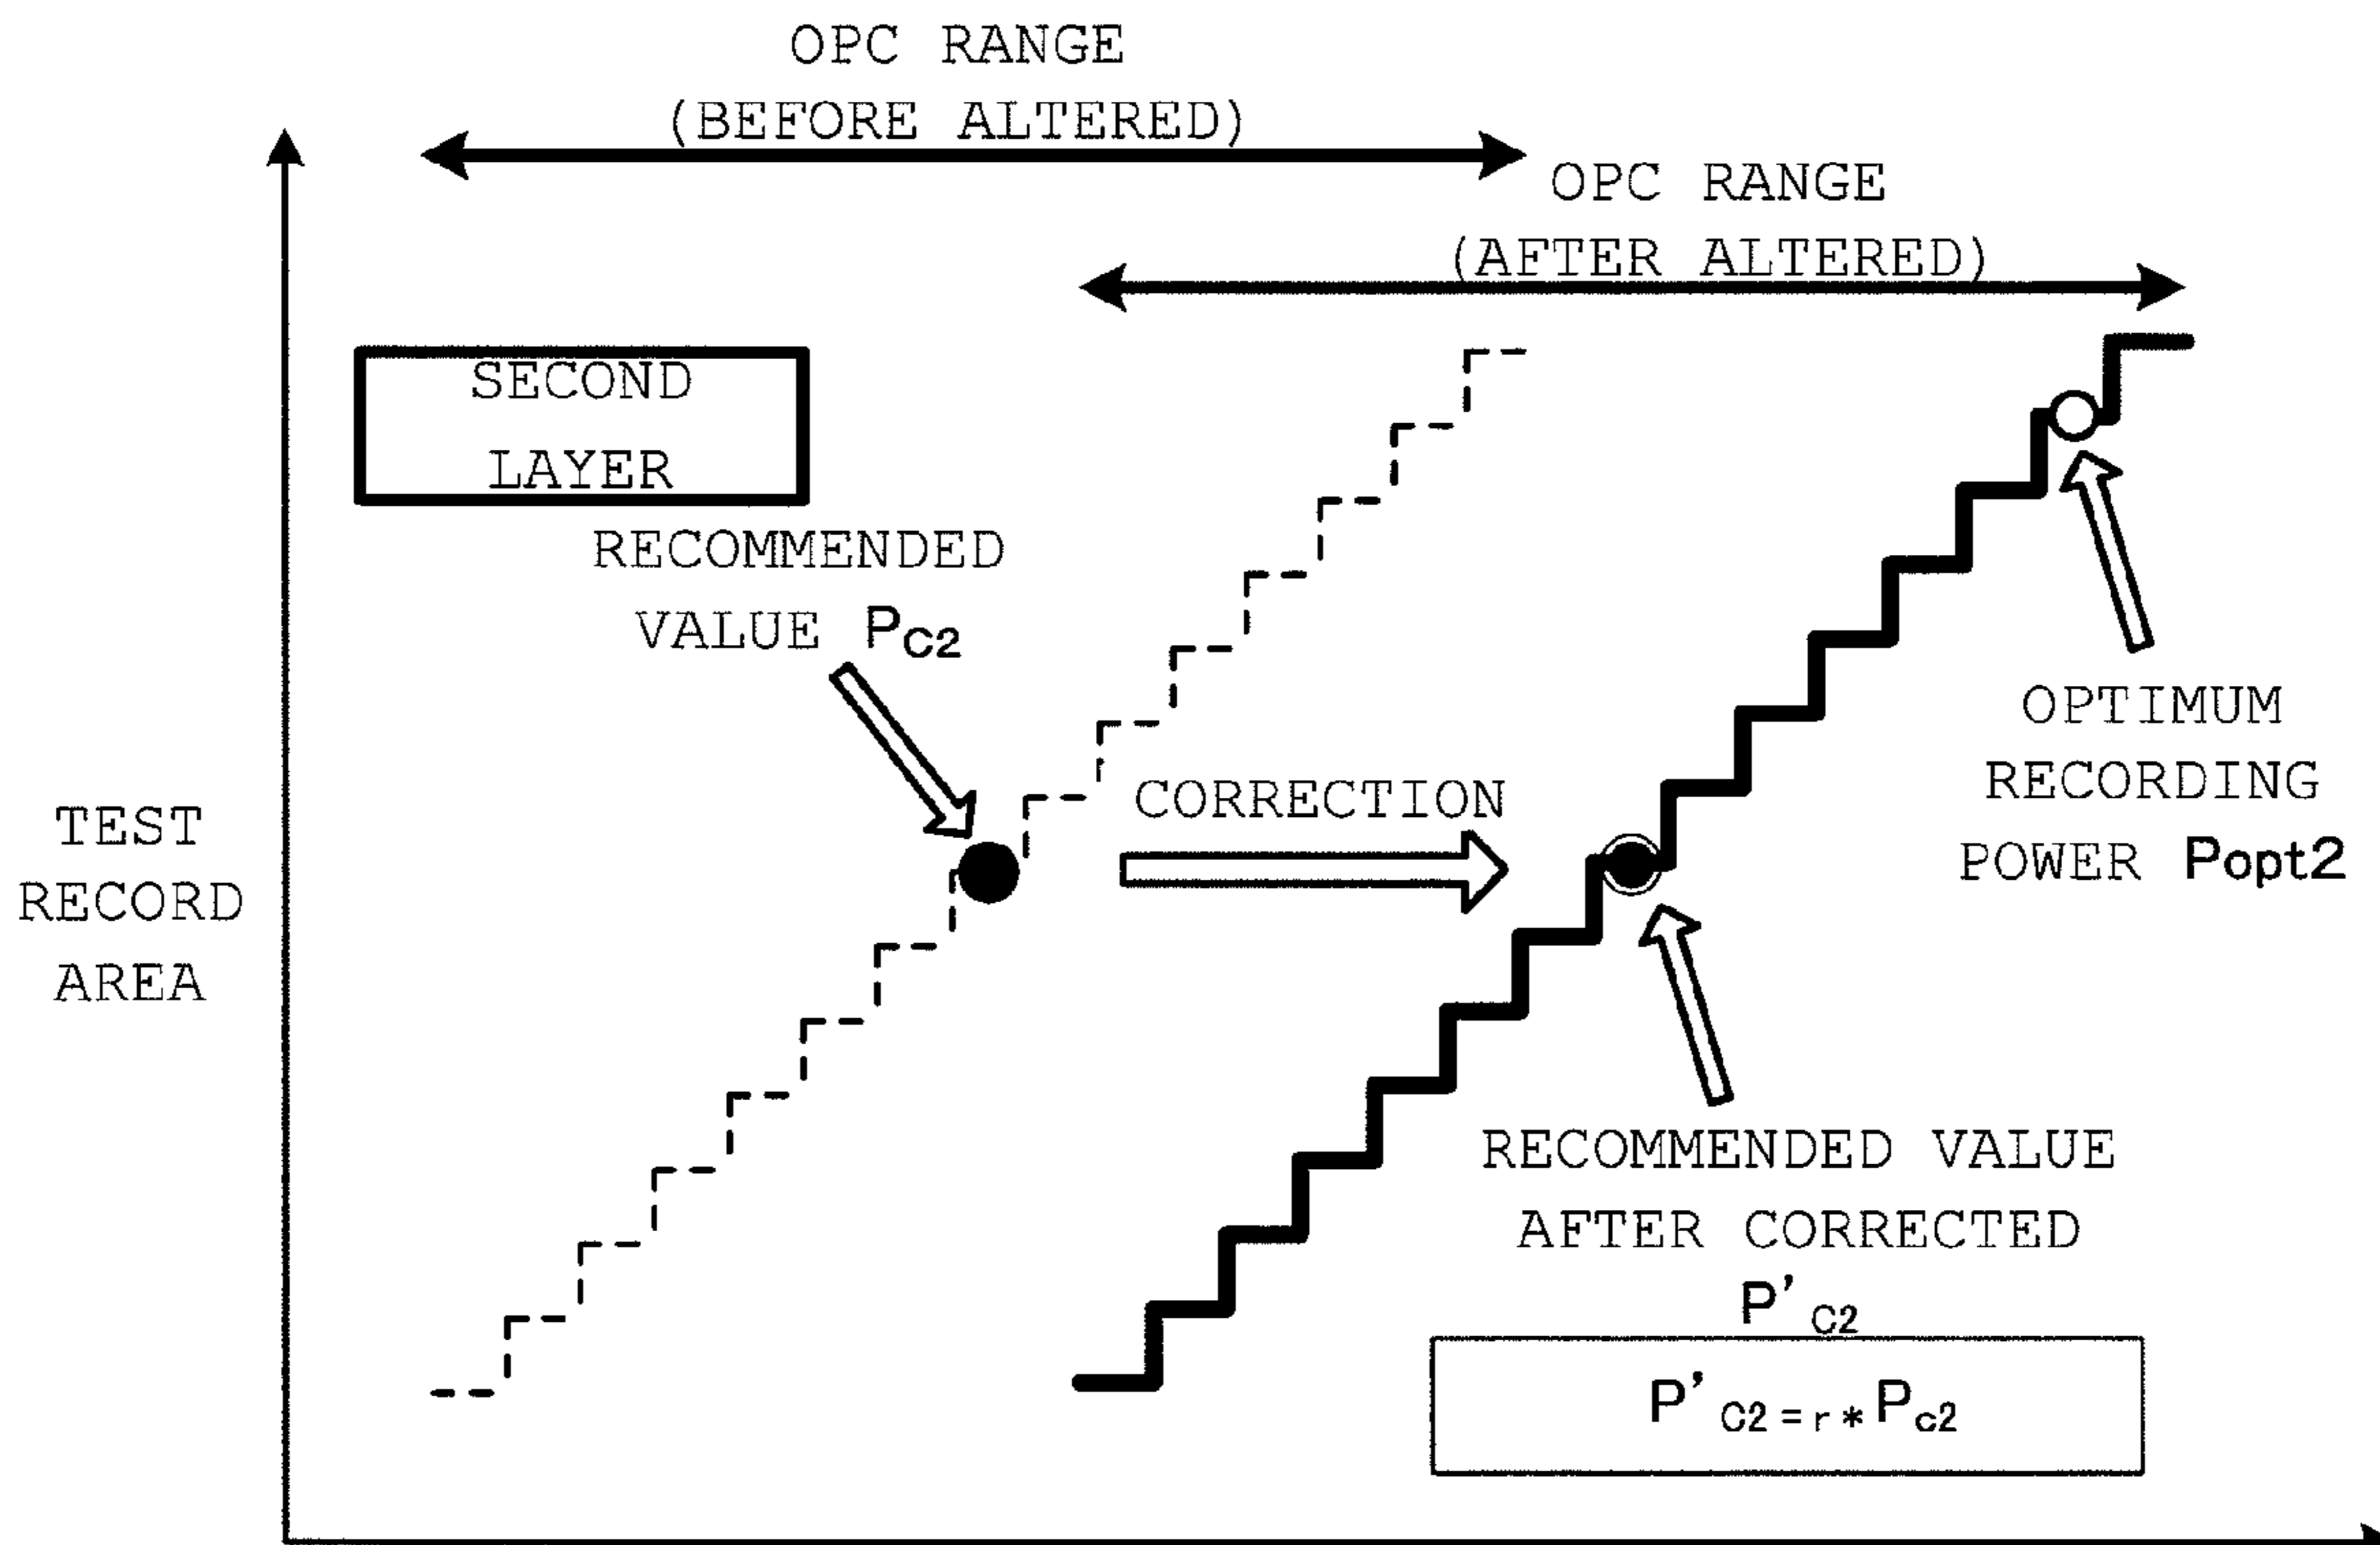 OPC RANGE
(BEFORE ALTERED)
OPC RANGE
(AFTER ALTERED)
SECOND
LAYER
RECOMMENDED
VALUE PC2
TEST
RECORD
AREA
CORRECTION
OPTIMUM
RECORDING
POWER Popt2
RECOMMENDED VALUE
AFTER CORRECTED
P'C2
P'C2=r*Pc2